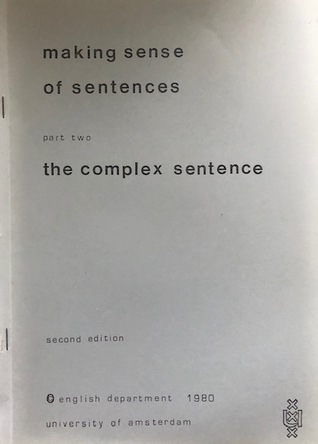 making sense
of sentences
part two
the complex sentence
second edition
© english department 1980
university of amsterdam